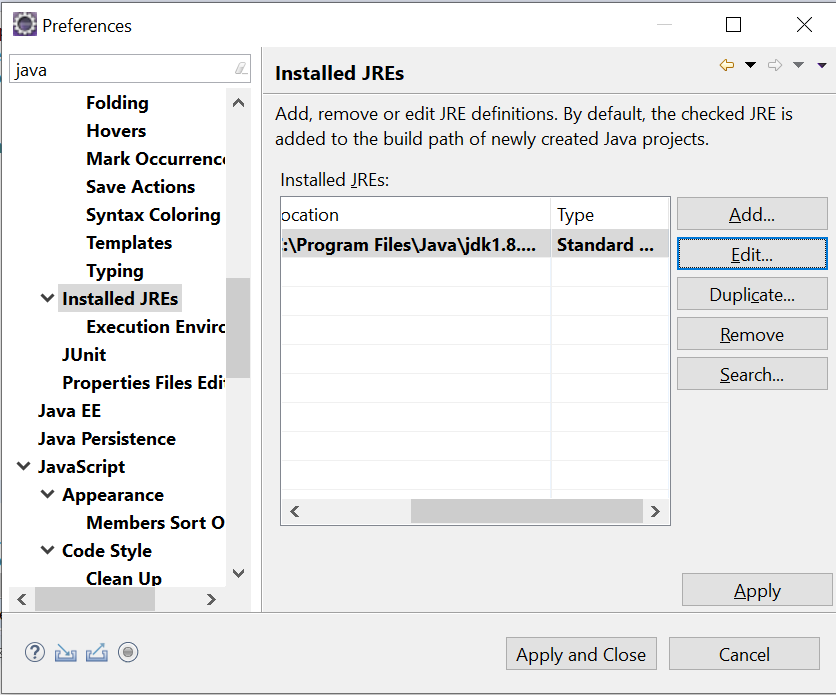 Preferences
java
Folding
Hovers
Mark Occurrenc
Save Actions
Syntax Coloring
Templates
Typing
Installed JREs
Execution Enviro
JUnit
Properties Files Edi
Java EE
Java Persistence
JavaScript
Appearance
Members Sort O
Code Style
Clean Up
Installed JREs
Add, remove or edit JRE definitions. By default, the checked JRE is
added to the build path of newly created Java projects.
Installed JREs:
ocation Type
:\Program Files\Java\jdk1.8.... Standard ...
Add...
Edit...
Duplicate...
Remove
Search...
Apply
?
Apply and Close Cancel